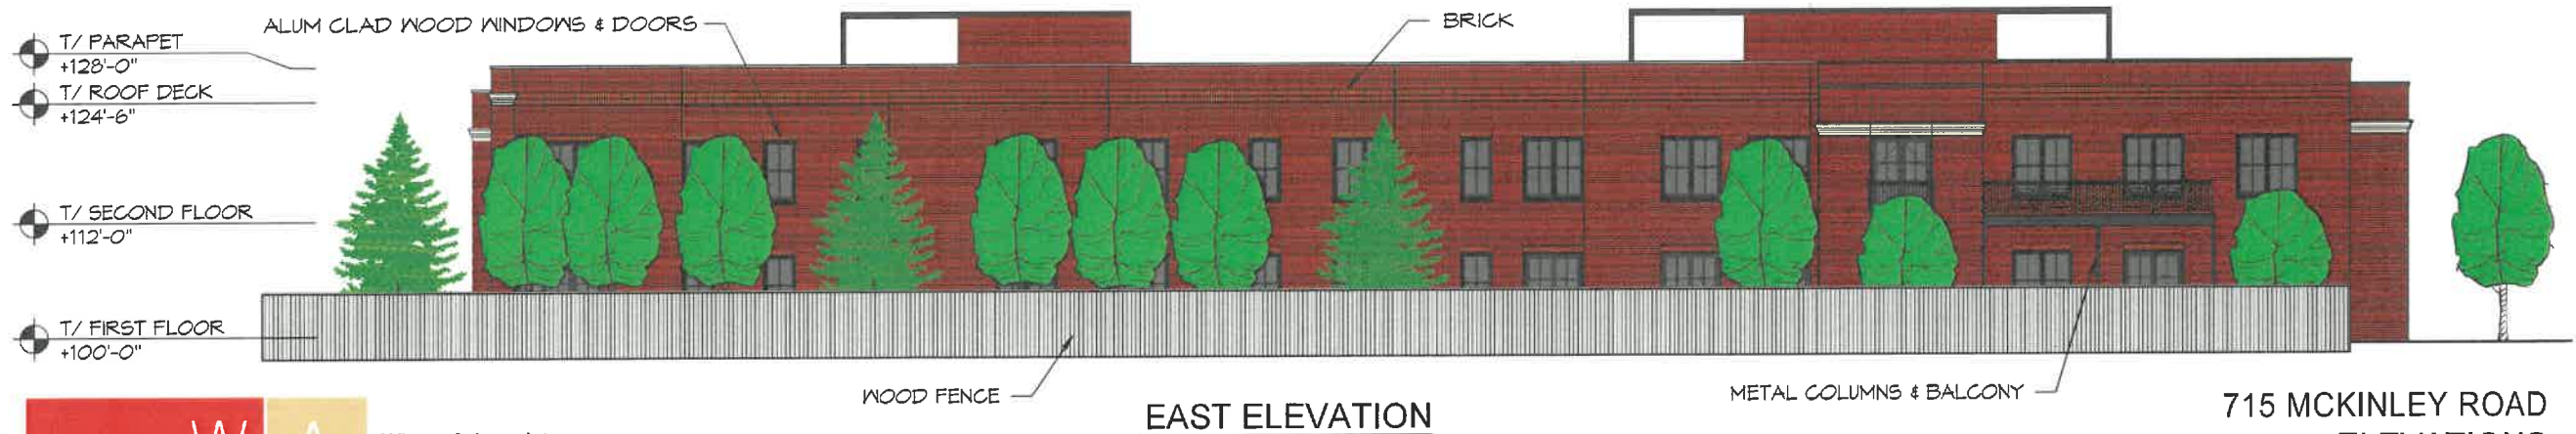 ALUM CLAD WOOD WINDOWS & DOORS
BRICK
T/ PARAPET
+128'-0"
T/ ROOF DECK
+124'-6"
T/ SECOND FLOOR
+112'-0"
T/ FIRST FLOOR
+100'-0"
WOOD FENCE
METAL COLUMNS & BALCONY
EAST ELEVATION
715 MCKINLEY ROAD
ELEVATIONS
W A